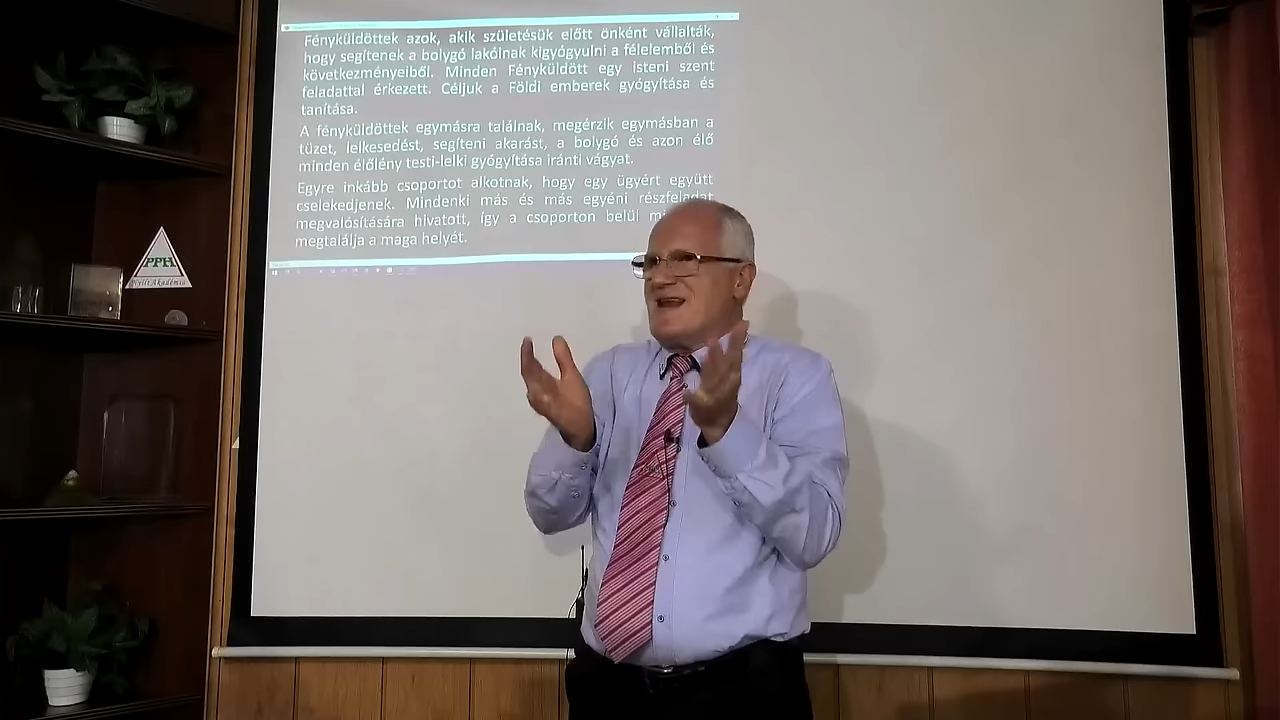 Fényküldöttek azok, akik születésük előtt önként vállalták,
hogy segítenek a bolygó lakóinak kigyógyulni a félelemből és
következményeiből. Minden Fényküldött egy isteni szent
feladattal érkezett. Céljuk a Földi emberek gyógyítása és
tanítása.
A fényküldöttek egymásra találnak, megérzik egymásban a
tüzet, lelkesedést, segíteni akarást, a bolygó és azon élő
minden élőlény testi-lelki gyógyítása iránti vágyat.
Egyre inkább csoportot alkotnak, hogy egy ügyért együtt
cselekedjenek. Mindenki más és más egyéni részfeladat
megvalósítására hivatott, így a csoporton belül
megtalálja a maga helyét.
PPH
Nyílt Akadémia